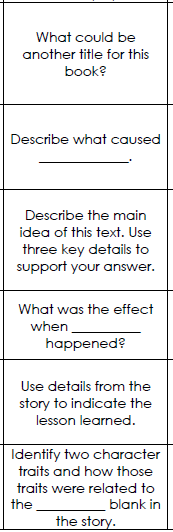 What could be
another title for this
book?
Describe what caused
____________.
Describe the main
idea of this text. Use
three key details to
support your answer.
What was the effect
when _________
happened?
Use details from the
story to indicate the
lesson learned.
Identify two character
traits and how those
traits were related to
the _________ blank in
the story.